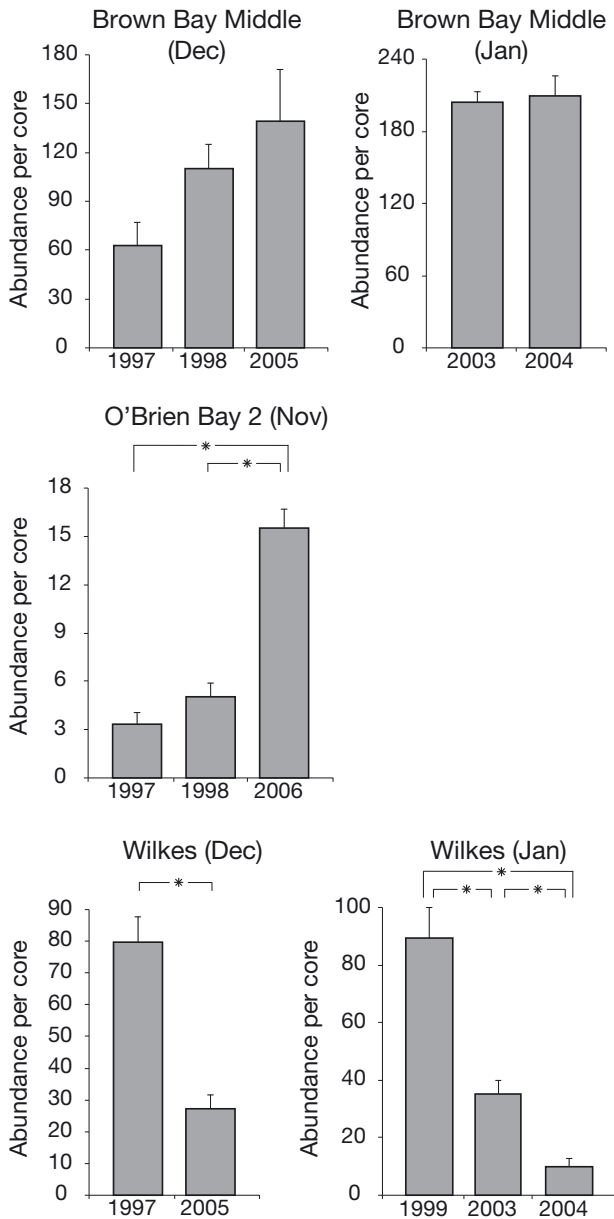 Brown Bay Middle
(Dec)
Abundance per core
180
150
120
90
60
30
0
1997 1998 2005
Brown Bay Middle
(Jan)
Abundance per core
240
180
120
60
0
2003 2004
O'Brien Bay 2 (Nov)
*
*
Abundance per core
18
15
12
9
6
3
0
1997 1998 2006
Wilkes (Dec)
*
Abundance per core
90
80
70
60
50
40
30
20
10
0
1997 2005
Wilkes (Jan)
*
* *
Abundance per core
100
80
60
40
20
0
1999 2003 2004